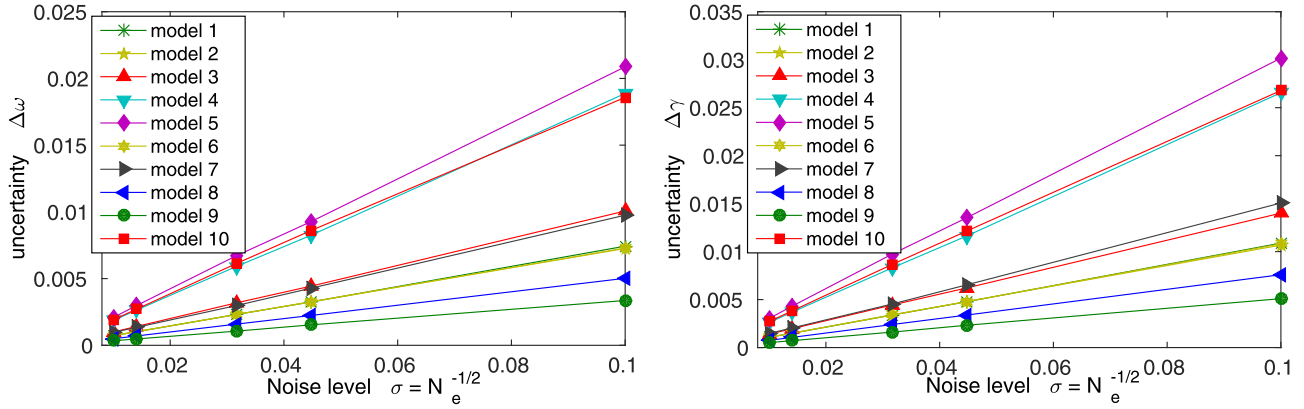 0.025
0.02
0.015
0.01
0.005
0
uncertainty Δω
model 1
model 2
model 3
model 4
model 5
model 6
model 7
model 8
model 9
model 10
0.02 0.04 0.06 0.08 0.1
Noise level σ = N_e^{-1/2}
0.035
0.03
0.025
0.02
0.015
0.01
0.005
0
uncertainty Δγ
model 1
model 2
model 3
model 4
model 5
model 6
model 7
model 8
model 9
model 10
0.02 0.04 0.06 0.08 0.1
Noise level σ = N_e^{-1/2}